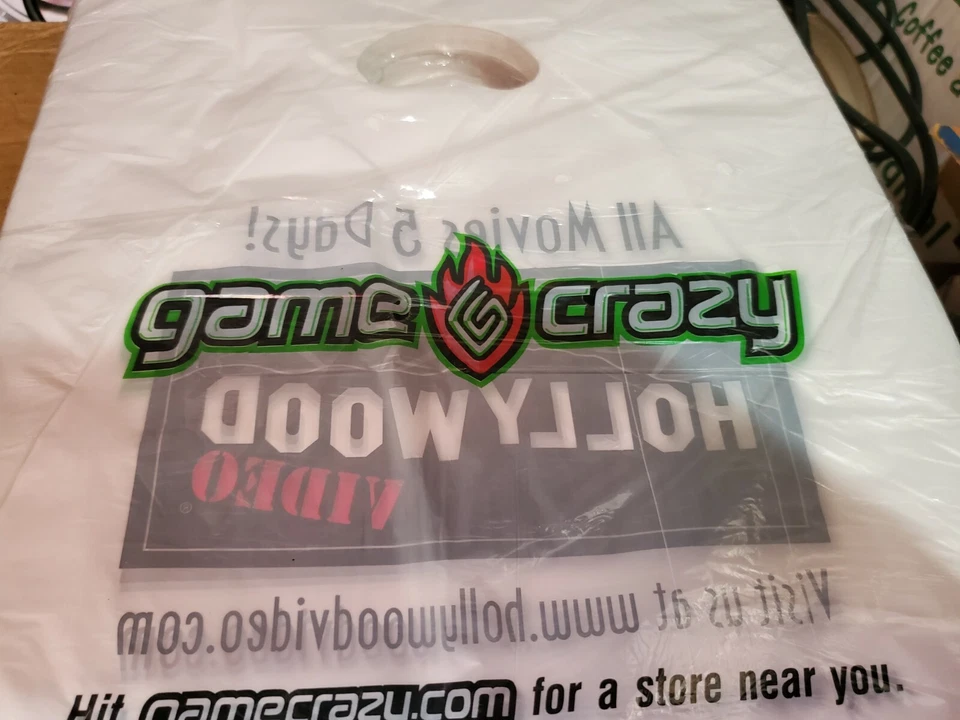 All Movies 5 Days!
game crazy
HOLLYWOOD
VIDEO
®
Visit us at www.hollywoodvideo.com
Hit gamecrazy.com for a store near you.
Coffee